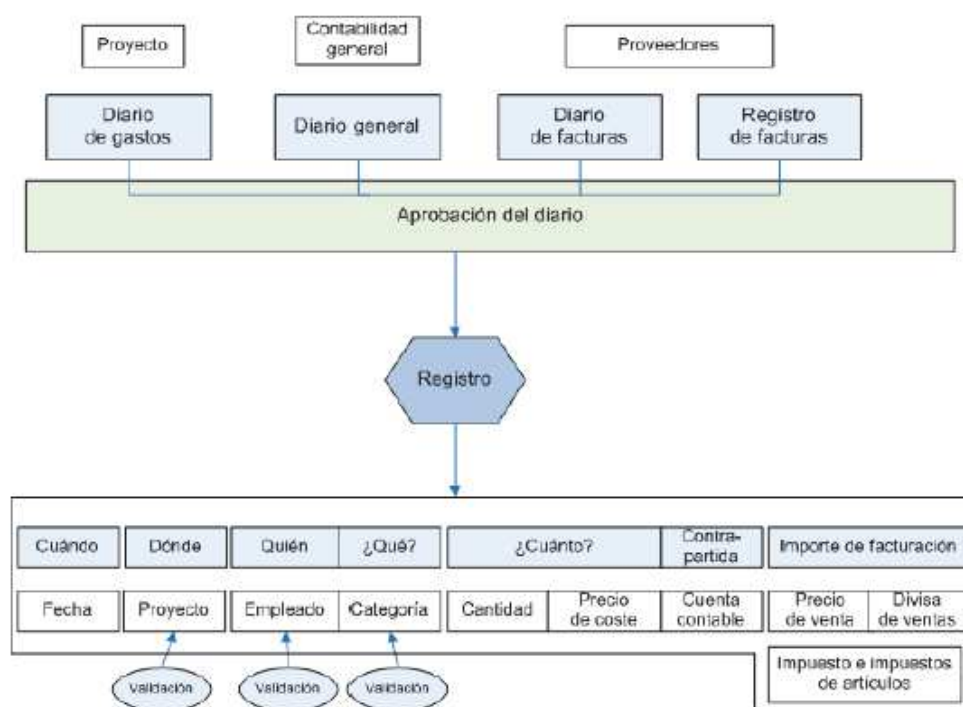 Proyecto
Contabilidad
general
Proveedores
Diario
de gastos
Diario general
Diario
de facturas
Registro
de facturas
Aprobación del diario
Registro
Cuándo
Dónde
Quién
¿Qué?
¿Cuánto?
Contra-
partida
Importe de facturación
Fecha
Proyecto
Empleado
Categoría
Cantidad
Precio
de coste
Cuenta
contable
Precio
de venta
Divisa
de ventas
Validación
Validación
Validación
Impuesto e impuestos
de artículos